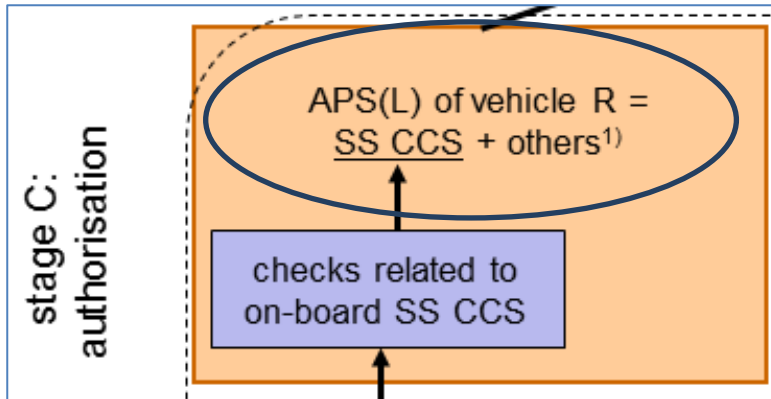 stage C:
authorisation
APS(L) of vehicle R =
SS CCS + others¹⁾
checks related to
on-board SS CCS